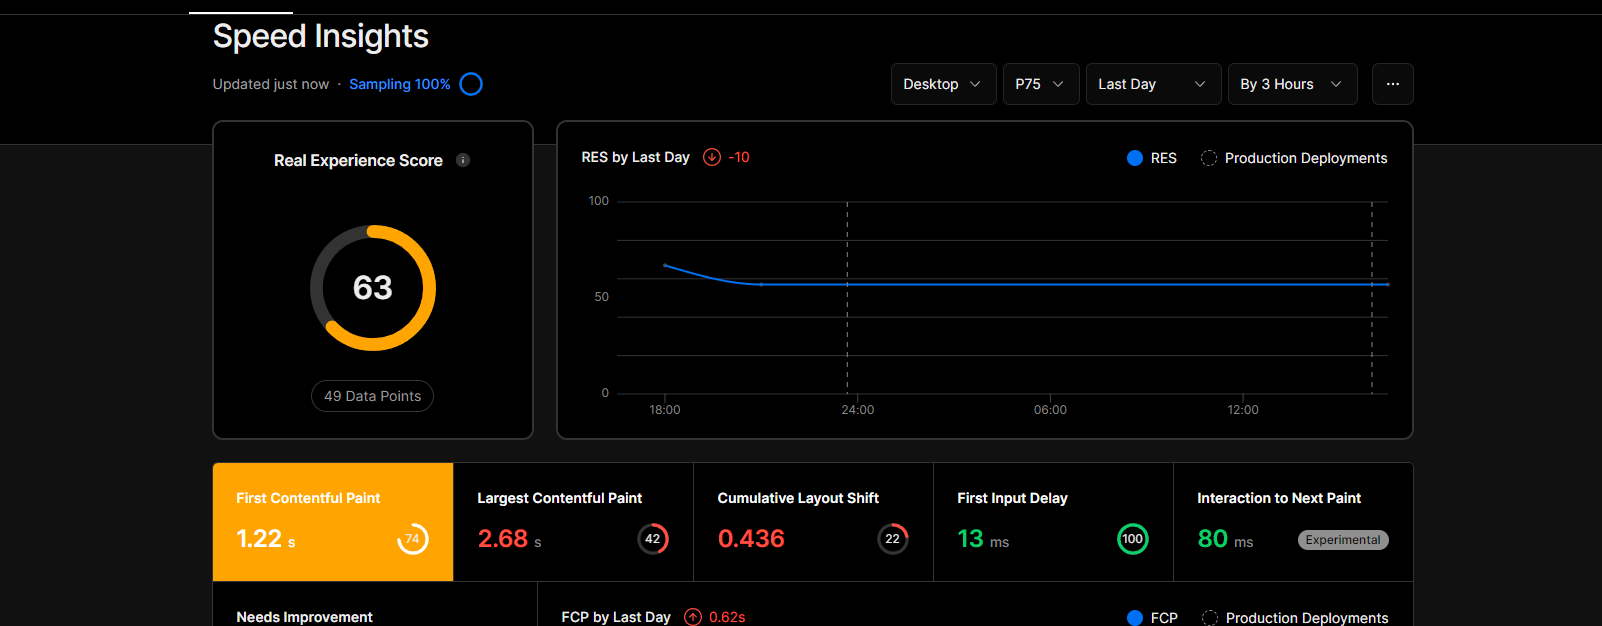 Speed Insights
Updated just now · Sampling 100%
Desktop
P75
Last Day
By 3 Hours
...
Real Experience Score
63
49 Data Points
RES by Last Day -10
RES
Production Deployments
100
50
0
18:00 24:00 06:00 12:00
First Contentful Paint
1.22 s
74
Largest Contentful Paint
2.68 s
42
Cumulative Layout Shift
0.436
22
First Input Delay
13 ms
100
Interaction to Next Paint
80 ms
Experimental
Needs Improvement
FCP by Last Day 0.62s
FCP
Production Deployments